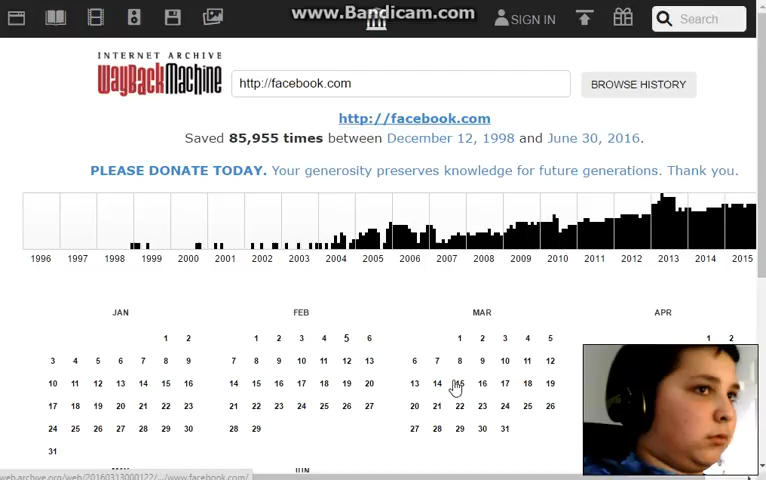 www.Bandicam.com
SIGN IN
Search
INTERNET ARCHIVE
WayBackMachine
http://facebook.com
BROWSE HISTORY
http://facebook.com
Saved 85,955 times between December 12, 1998 and June 30, 2016.
PLEASE DONATE TODAY. Your generosity preserves knowledge for future generations. Thank you.
1996 1997 1998 1999 2000 2001 2002 2003 2004 2005 2006 2007 2008 2009 2010 2011 2012 2013 2014 2015
JAN FEB MAR APR
1 2 1 2 3 4 5 6 1 2 3 4 5 1 2
3 4 5 6 7 8 9 7 8 9 10 11 12 13 6 7 8 9 10 11 12
10 11 12 13 14 15 16 14 15 16 17 18 19 20 13 14 15 16 17 18 19
17 18 19 20 21 22 23 21 22 23 24 25 26 27 20 21 22 23 24 25 26
24 25 26 27 28 29 30 28 29 27 28 29 30 31
31
JUN
web.archive.org/web/20160313000122/.../www.facebook.com/